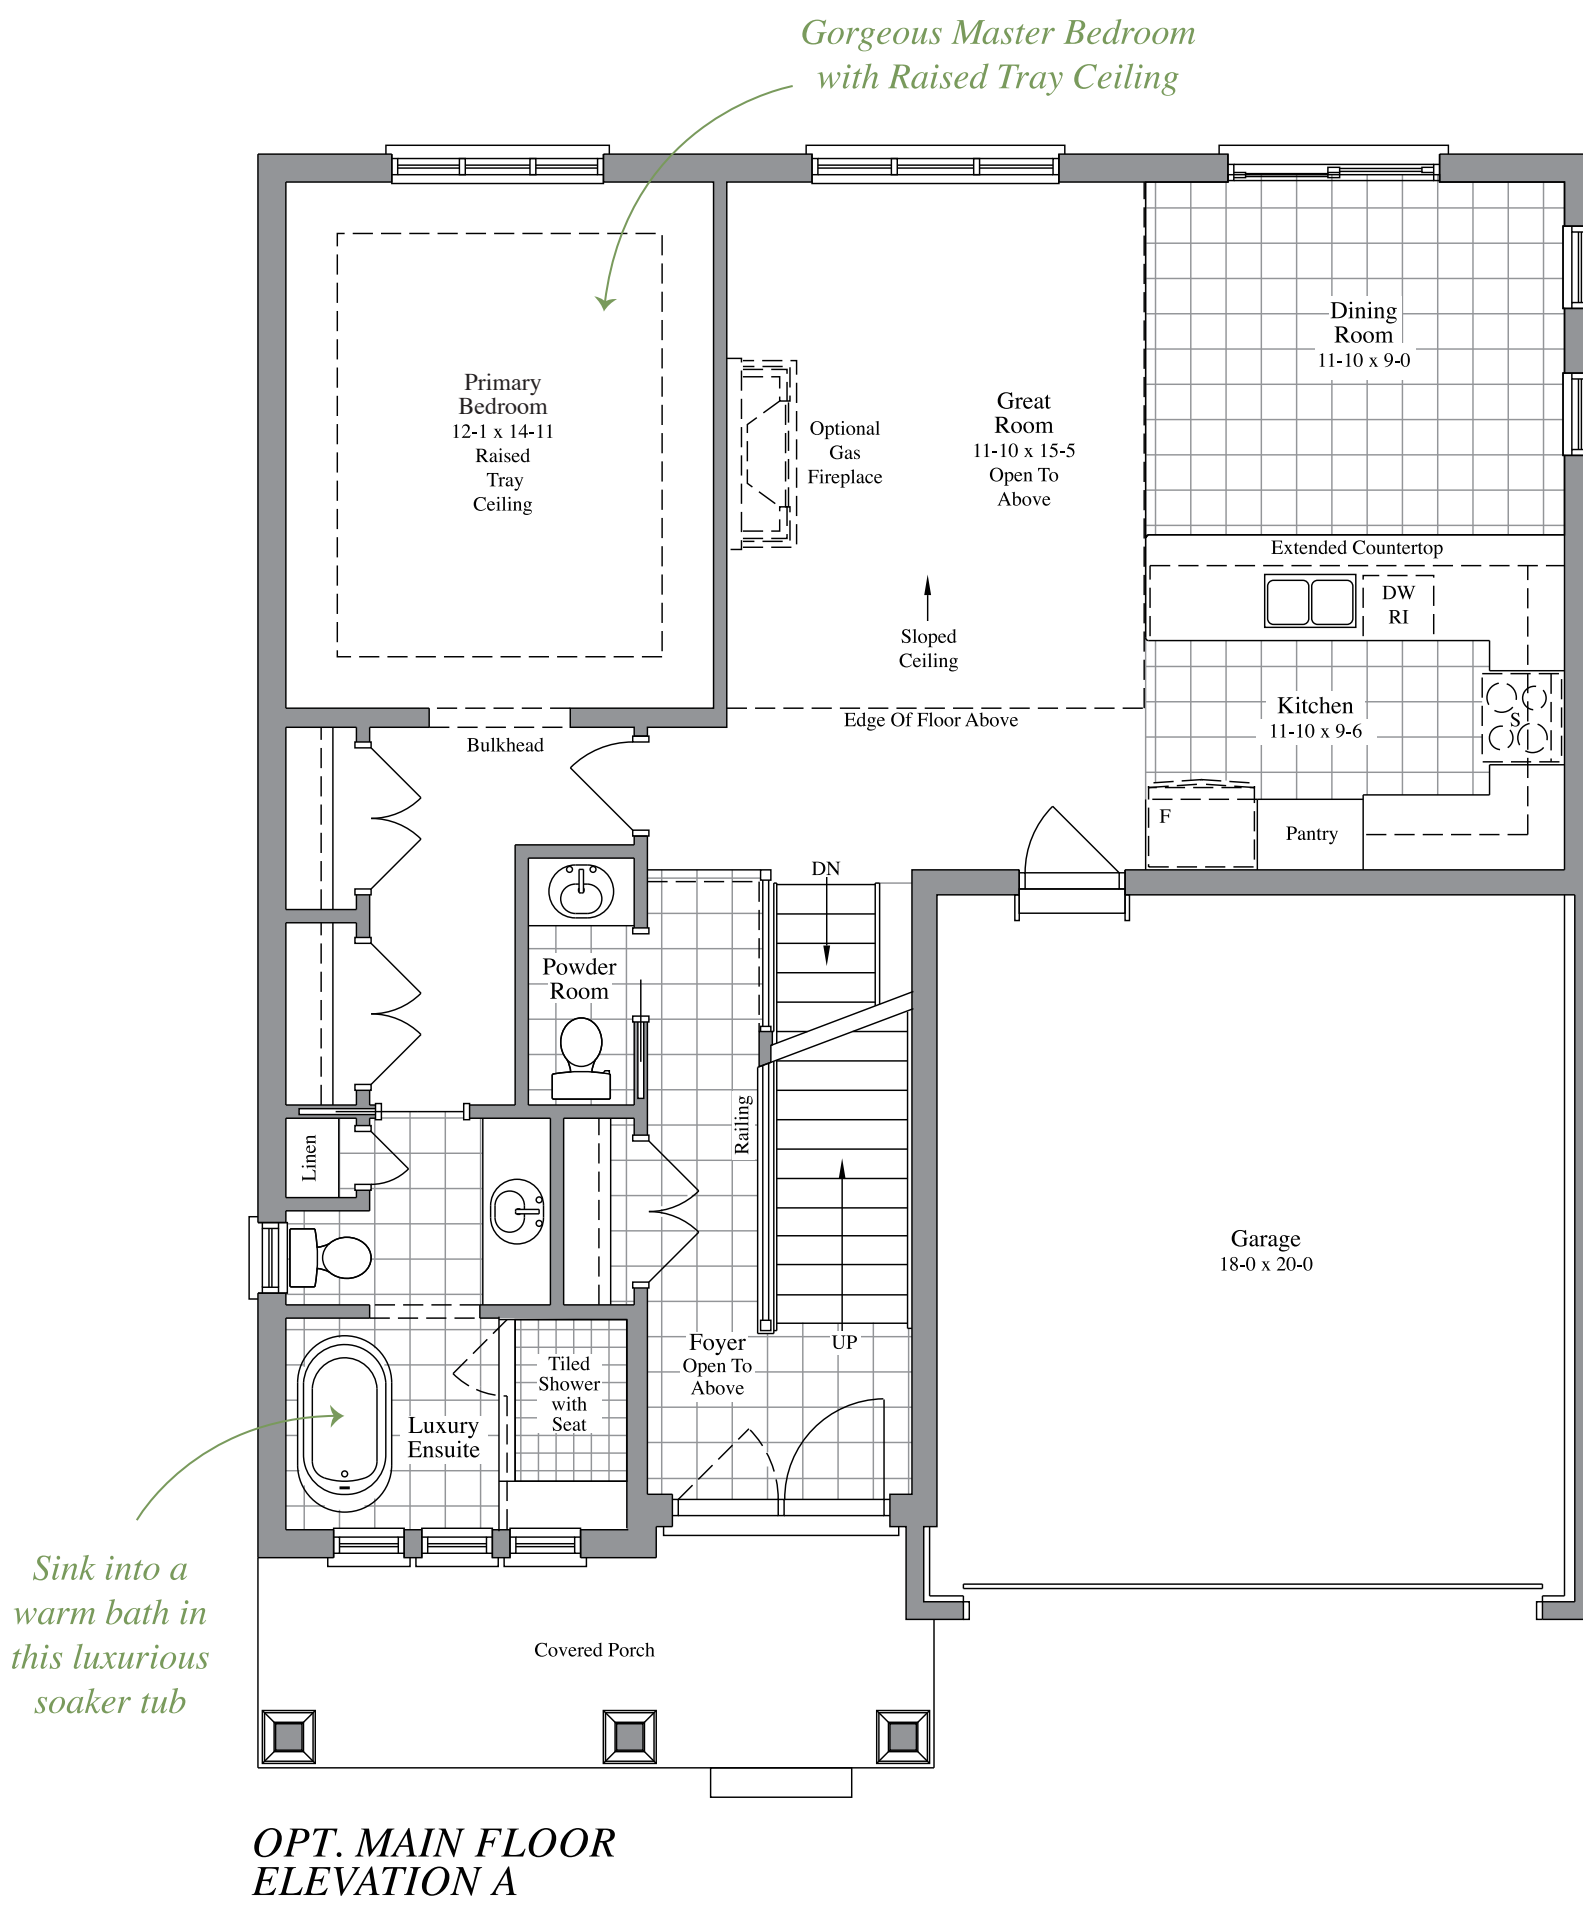 Gorgeous Master Bedroom
with Raised Tray Ceiling
Primary
Bedroom
12-1 x 14-11
Raised
Tray
Ceiling
Optional
Gas
Fireplace
Great
Room
11-10 x 15-5
Open To
Above
Dining
Room
11-10 x 9-0
Extended Countertop
DW
RI
Sloped
Ceiling
Kitchen
11-10 x 9-6
S
Edge Of Floor Above
Bulkhead
F
Pantry
DN
Powder
Room
Railing
Linen
Garage
18-0 x 20-0
Foyer
Open To
Above
UP
Tiled
Shower
with
Seat
Luxury
Ensuite
Sink into a
warm bath in
this luxurious
soaker tub
Covered Porch
OPT. MAIN FLOOR
ELEVATION A